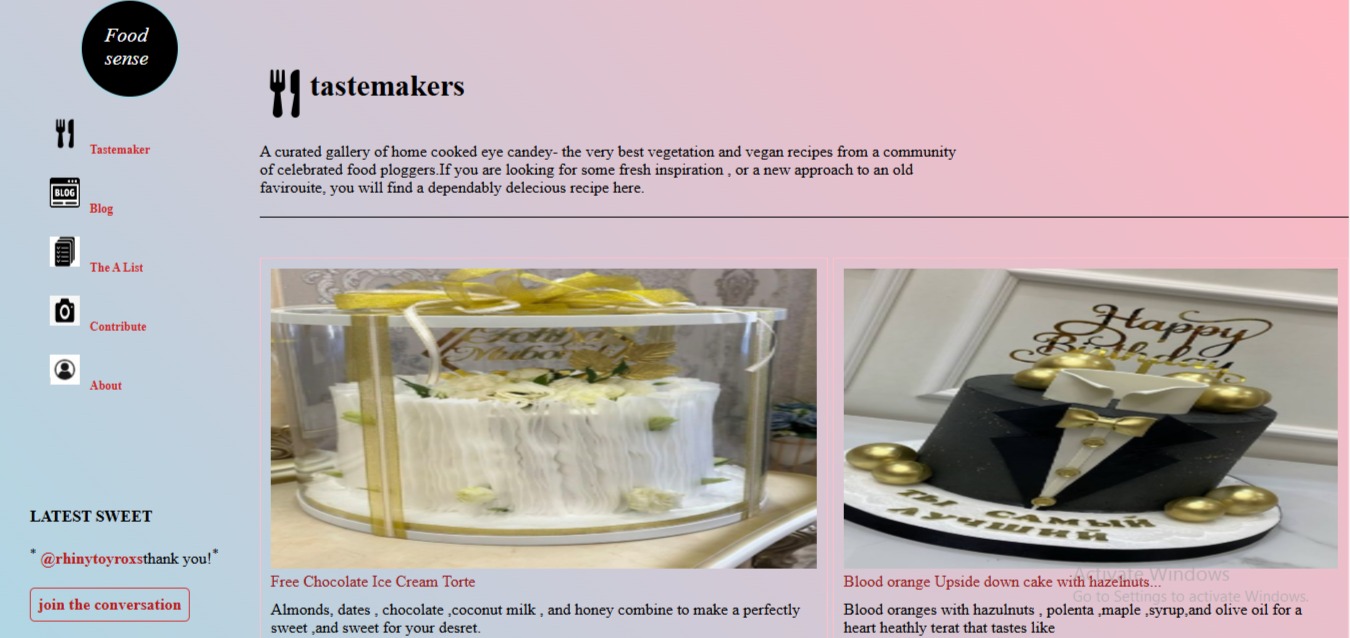 Food
sense
Tastemaker
BLOG
Blog
The A List
Contribute
About
LATEST SWEET
* @rhinytoyroxsthank you!*
join the conversation
tastemakers
A curated gallery of home cooked eye candey- the very best vegetation and vegan recipes from a community
of celebrated food ploggers.If you are looking for some fresh inspiration , or a new approach to an old
favirouite, you will find a dependably delecious recipe here.
Happy
Birthday
ТЫ САМЫЙ
ЛУЧШИЙ
Free Chocolate Ice Cream Torte
Almonds, dates , chocolate ,coconut milk , and honey combine to make a perfectly
sweet ,and sweet for your desret.
Blood orange Upside down cake with hazelnuts...
Blood oranges with hazulnuts , polenta ,maple ,syrup,and olive oil for a
heart heathly terat that tastes like
Activate Windows
Go to Settings to activate Windows.